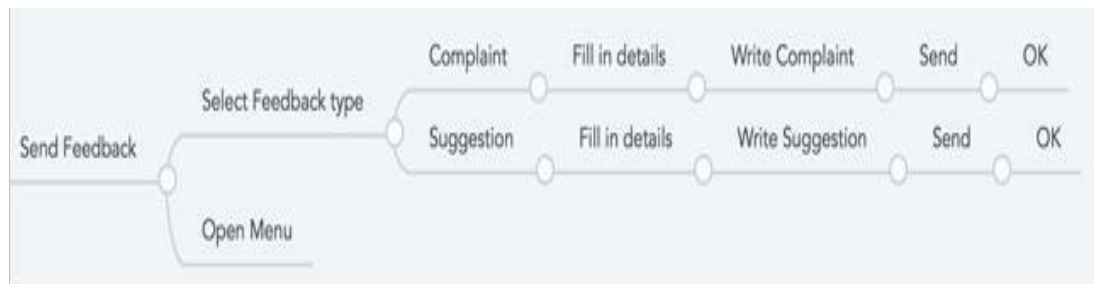 Complaint Fill in details Write Complaint Send OK
Select Feedback type
Suggestion Fill in details Write Suggestion Send OK
Send Feedback
Open Menu